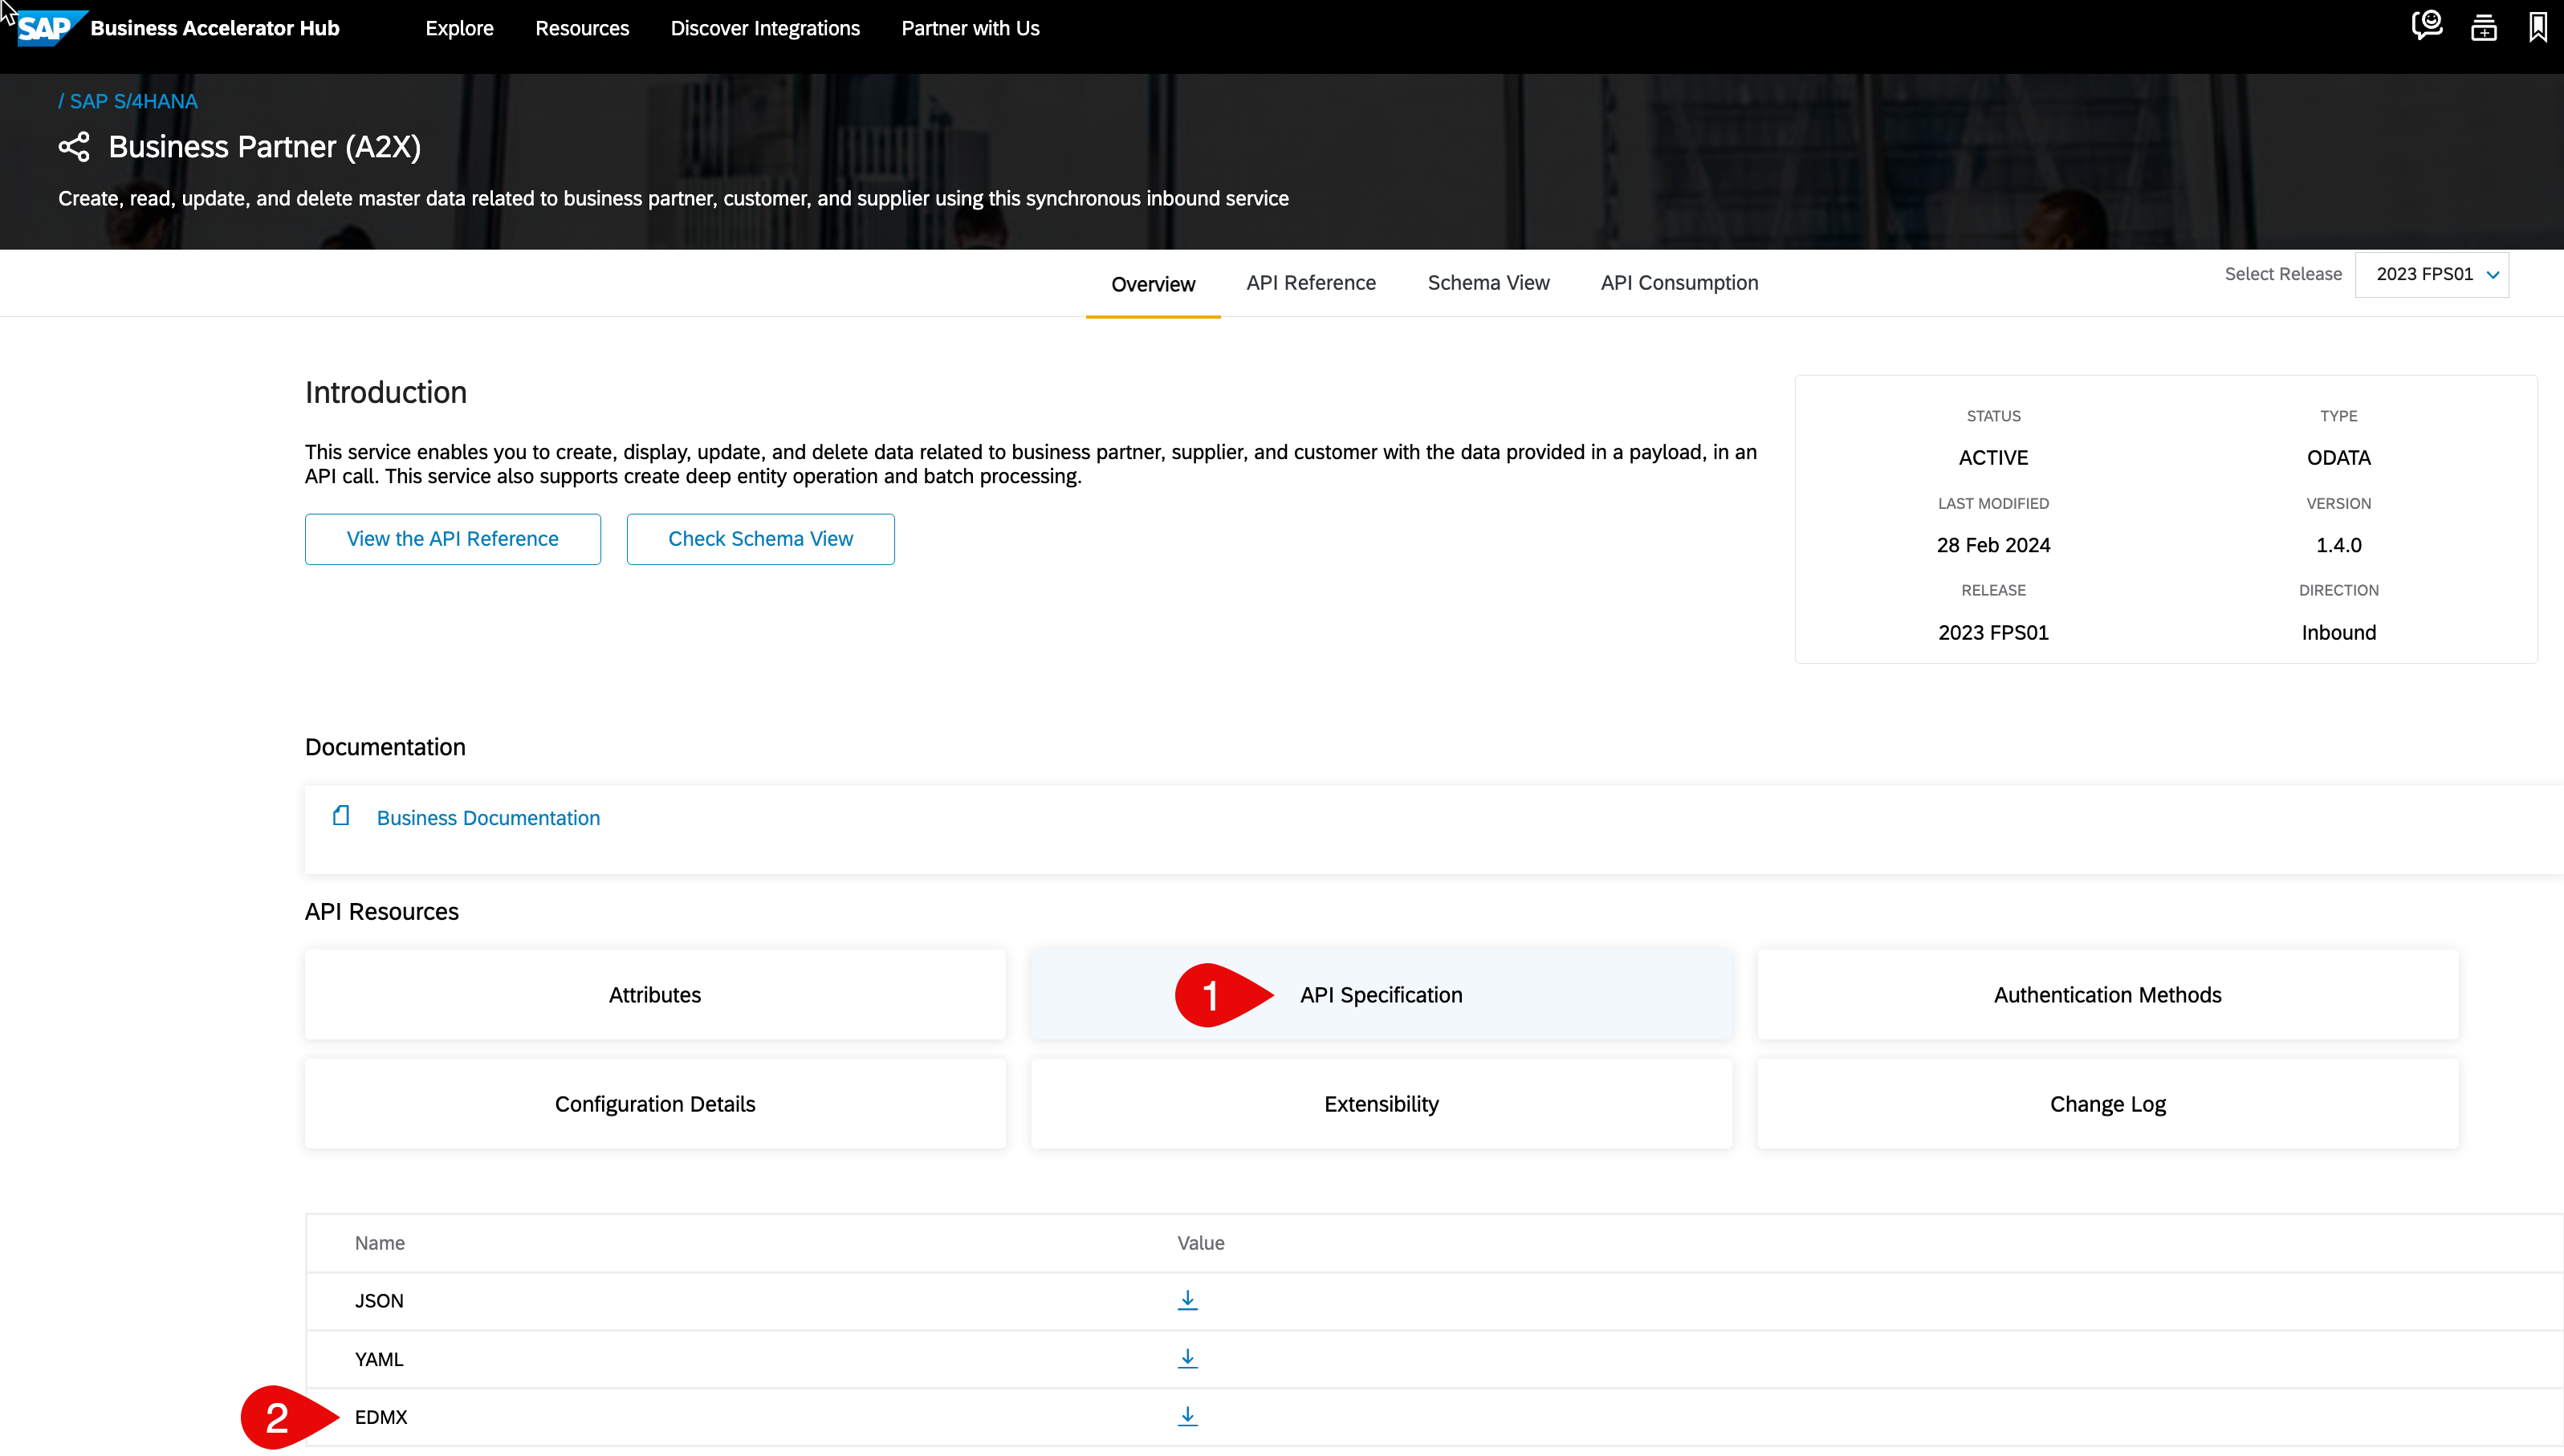 SAP Business Accelerator Hub Explore Resources Discover Integrations Partner with Us
/ SAP S/4HANA
Business Partner (A2X)
Create, read, update, and delete master data related to business partner, customer, and supplier using this synchronous inbound service
Overview API Reference Schema View API Consumption Select Release 2023 FPS01
Introduction
This service enables you to create, display, update, and delete data related to business partner, supplier, and customer with the data provided in a payload, in an
API call. This service also supports create deep entity operation and batch processing.
View the API Reference Check Schema View
STATUS TYPE
ACTIVE ODATA
LAST MODIFIED VERSION
28 Feb 2024 1.4.0
RELEASE DIRECTION
2023 FPS01 Inbound
Documentation
Business Documentation
API Resources
Attributes 1 API Specification Authentication Methods
Configuration Details Extensibility Change Log
Name Value
JSON
YAML
2 EDMX